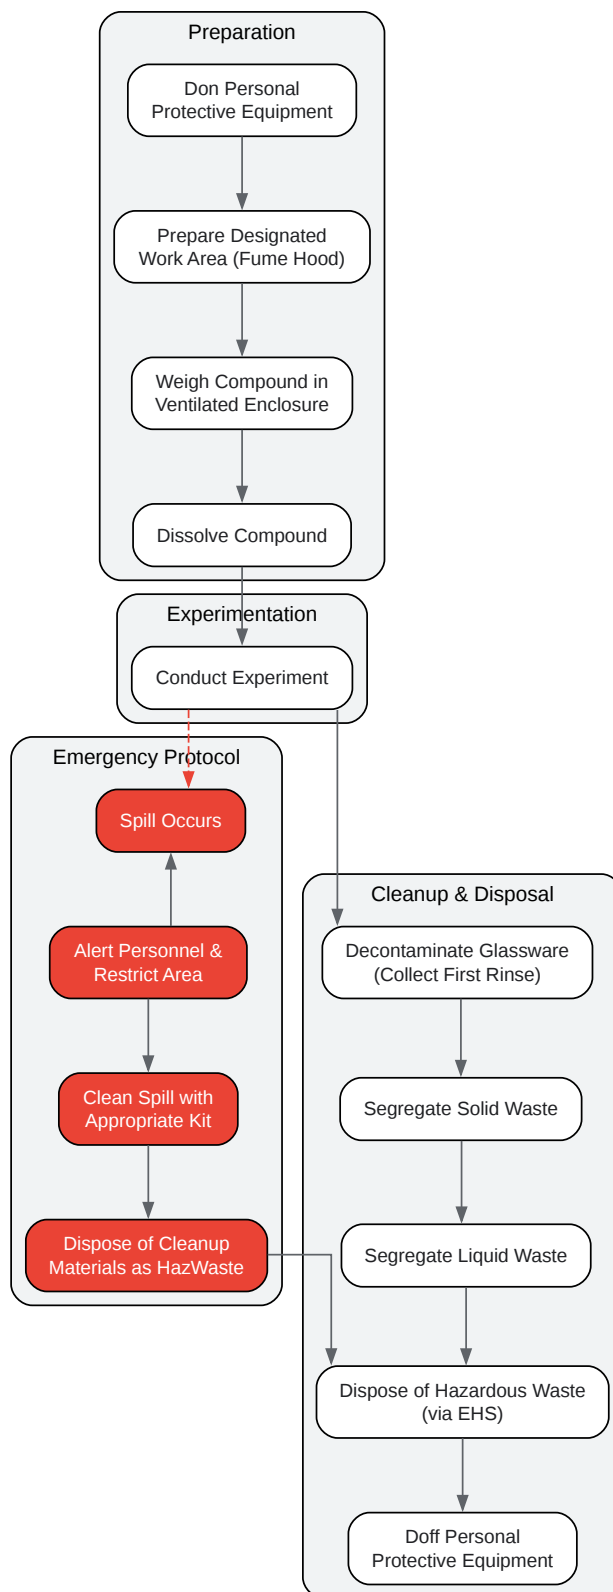 Preparation
Don Personal
Protective Equipment
Prepare Designated
Work Area (Fume Hood)
Weigh Compound in
Ventilated Enclosure
Dissolve Compound
Experimentation
Conduct Experiment
Emergency Protocol
Spill Occurs
Alert Personnel &
Restrict Area
Clean Spill with
Appropriate Kit
Dispose of Cleanup
Materials as HazWaste
Cleanup & Disposal
Decontaminate Glassware
(Collect First Rinse)
Segregate Solid Waste
Segregate Liquid Waste
Dispose of Hazardous Waste
(via EHS)
Doff Personal
Protective Equipment